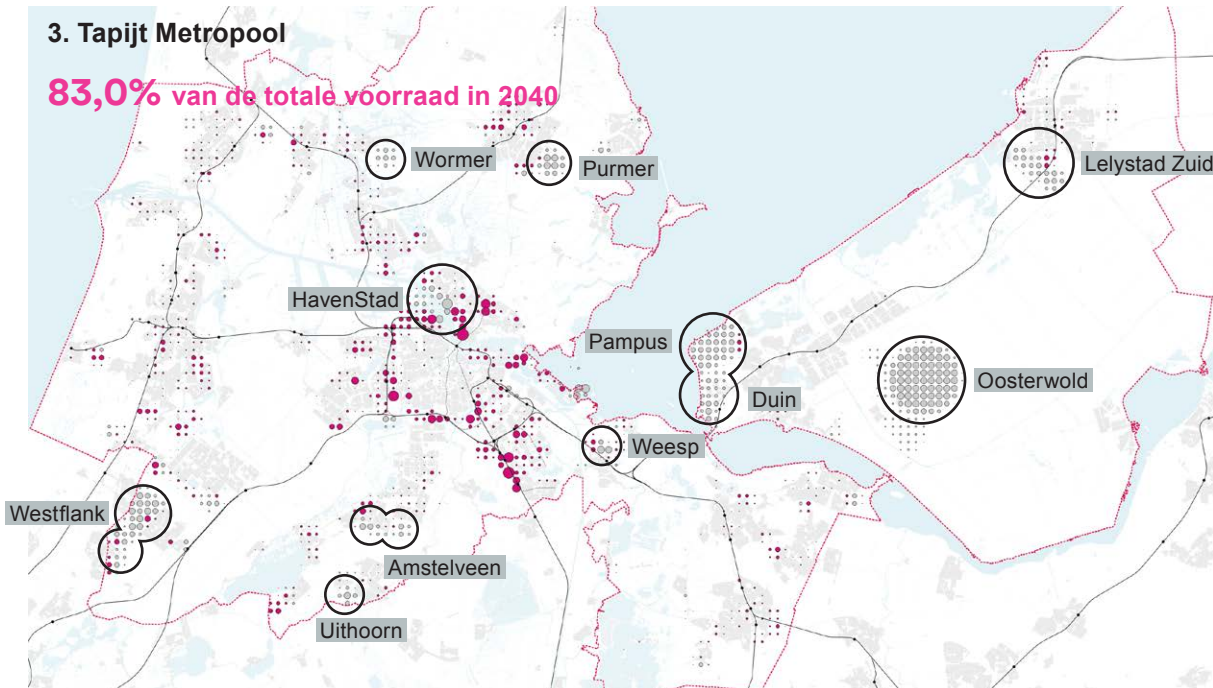 3. Tapijt Metropool
83,0% van de totale voorraad in 2040
Wormer
Purmer
Lelystad Zuid
HavenStad
Pampus
Oosterwold
Duin
Weesp
Westflank
Amstelveen
Uithoorn